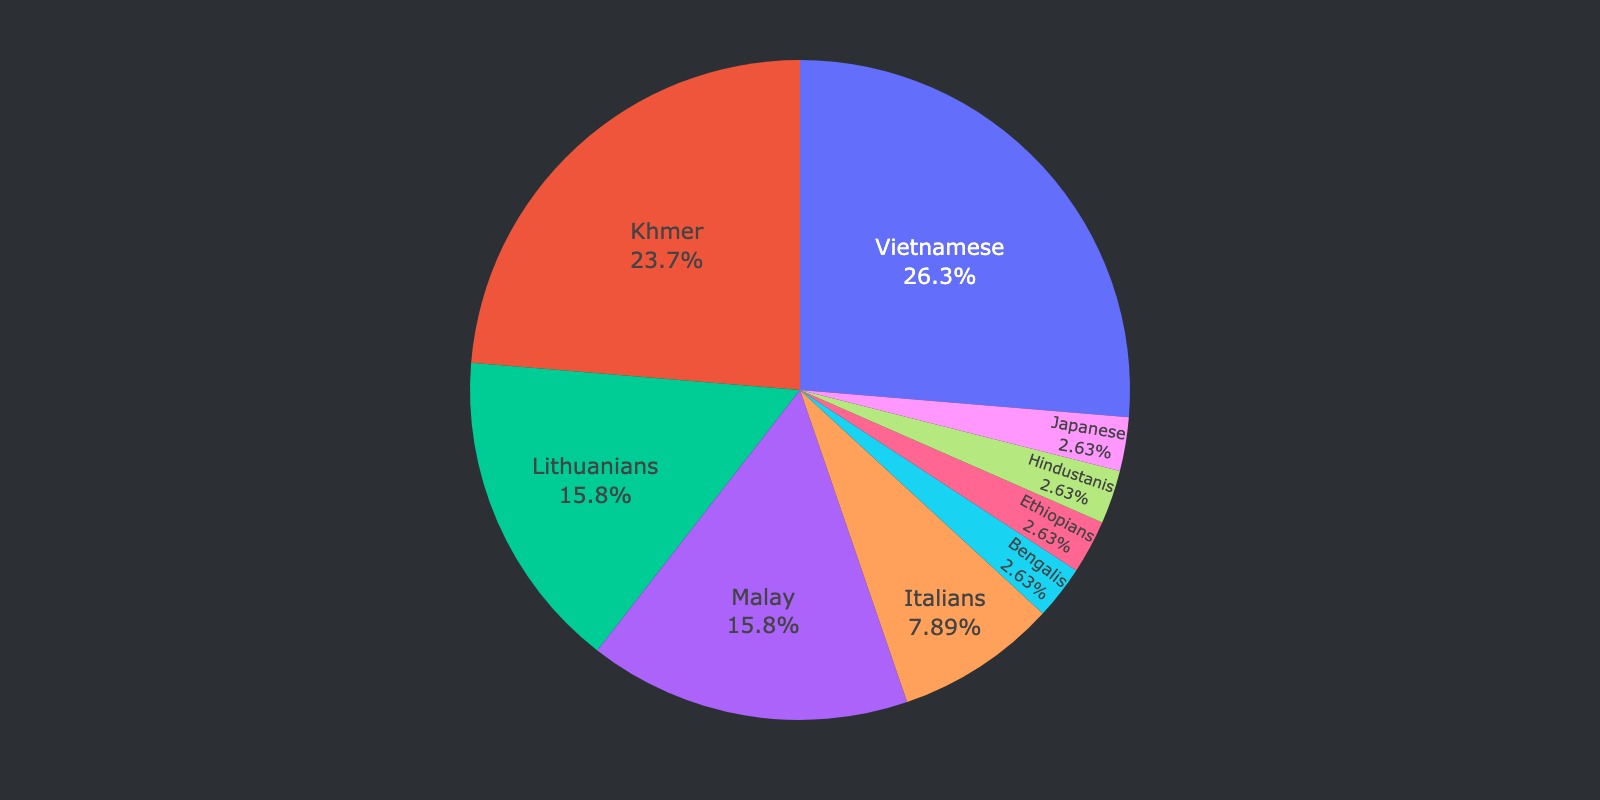 Khmer
23.7%
Vietnamese
26.3%
Japanese
2.63%
Hindustanis
2.63%
Ethiopians
2.63%
Bengalis
2.63%
Italians
7.89%
Malay
15.8%
Lithuanians
15.8%